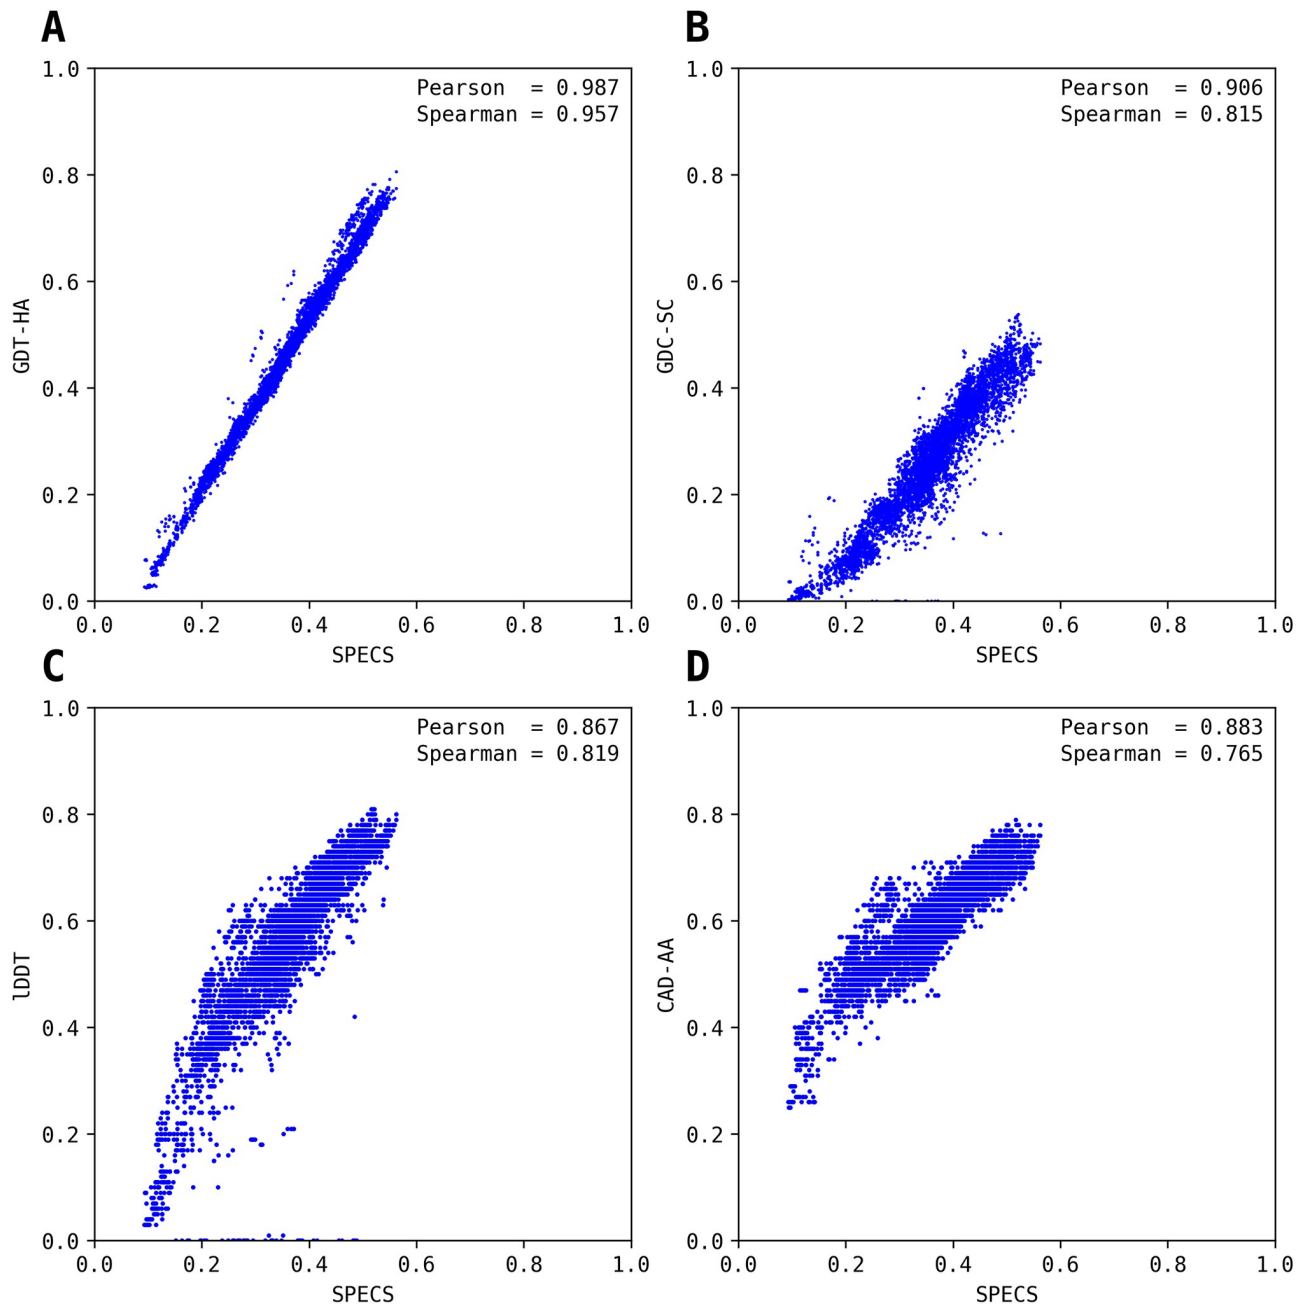 A
Pearson  = 0.987
Spearman = 0.957
1.0
0.8
0.6
0.4
0.2
0.0
GDT-HA
0.0 0.2 0.4 0.6 0.8 1.0
SPECS
B
Pearson  = 0.906
Spearman = 0.815
1.0
0.8
0.6
0.4
0.2
0.0
GDC-SC
0.0 0.2 0.4 0.6 0.8 1.0
SPECS
C
Pearson  = 0.867
Spearman = 0.819
1.0
0.8
0.6
0.4
0.2
0.0
lDDT
0.0 0.2 0.4 0.6 0.8 1.0
SPECS
D
Pearson  = 0.883
Spearman = 0.765
1.0
0.8
0.6
0.4
0.2
0.0
CAD-AA
0.0 0.2 0.4 0.6 0.8 1.0
SPECS